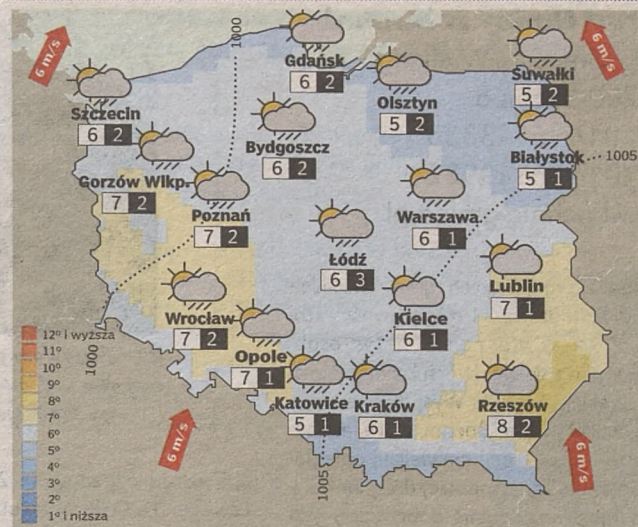 6 m/s
1000
Gdańsk
6 2
6 m/s
Suwałki
5 2
Szczecin
6 2
Olsztyn
5 2
Bydgoszcz
6 2
Białystok
5 1
1005
Gorzów Wlkp.
7 2
Poznań
7 2
Warszawa
6 1
Łódź
6 3
Lublin
7 1
Wrocław
7 2
Kielce
6 1
Opole
7 1
1000
Katowice
5 1
Kraków
6 1
Rzeszów
8 2
12° i wyższa
11°
10°
9°
8°
7°
6°
5°
4°
3°
2°
1° i niższa
6 m/s
1005
6 m/s